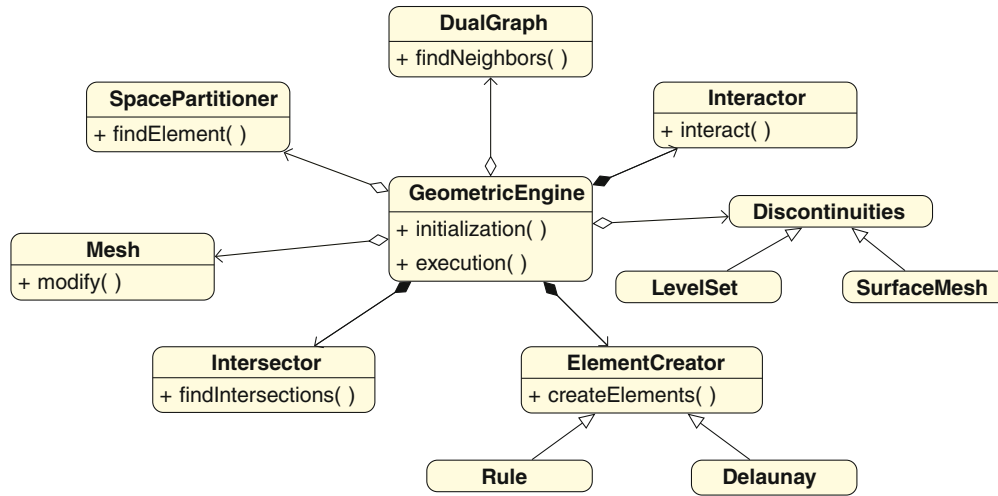 DualGraph
+ findNeighbors( )
SpacePartitioner
+ findElement( )
Interactor
+ interact( )
GeometricEngine
+ initialization( )
+ execution( )
Discontinuities
Mesh
+ modify( )
LevelSet
SurfaceMesh
Intersector
+ findIntersections( )
ElementCreator
+ createElements( )
Rule
Delaunay